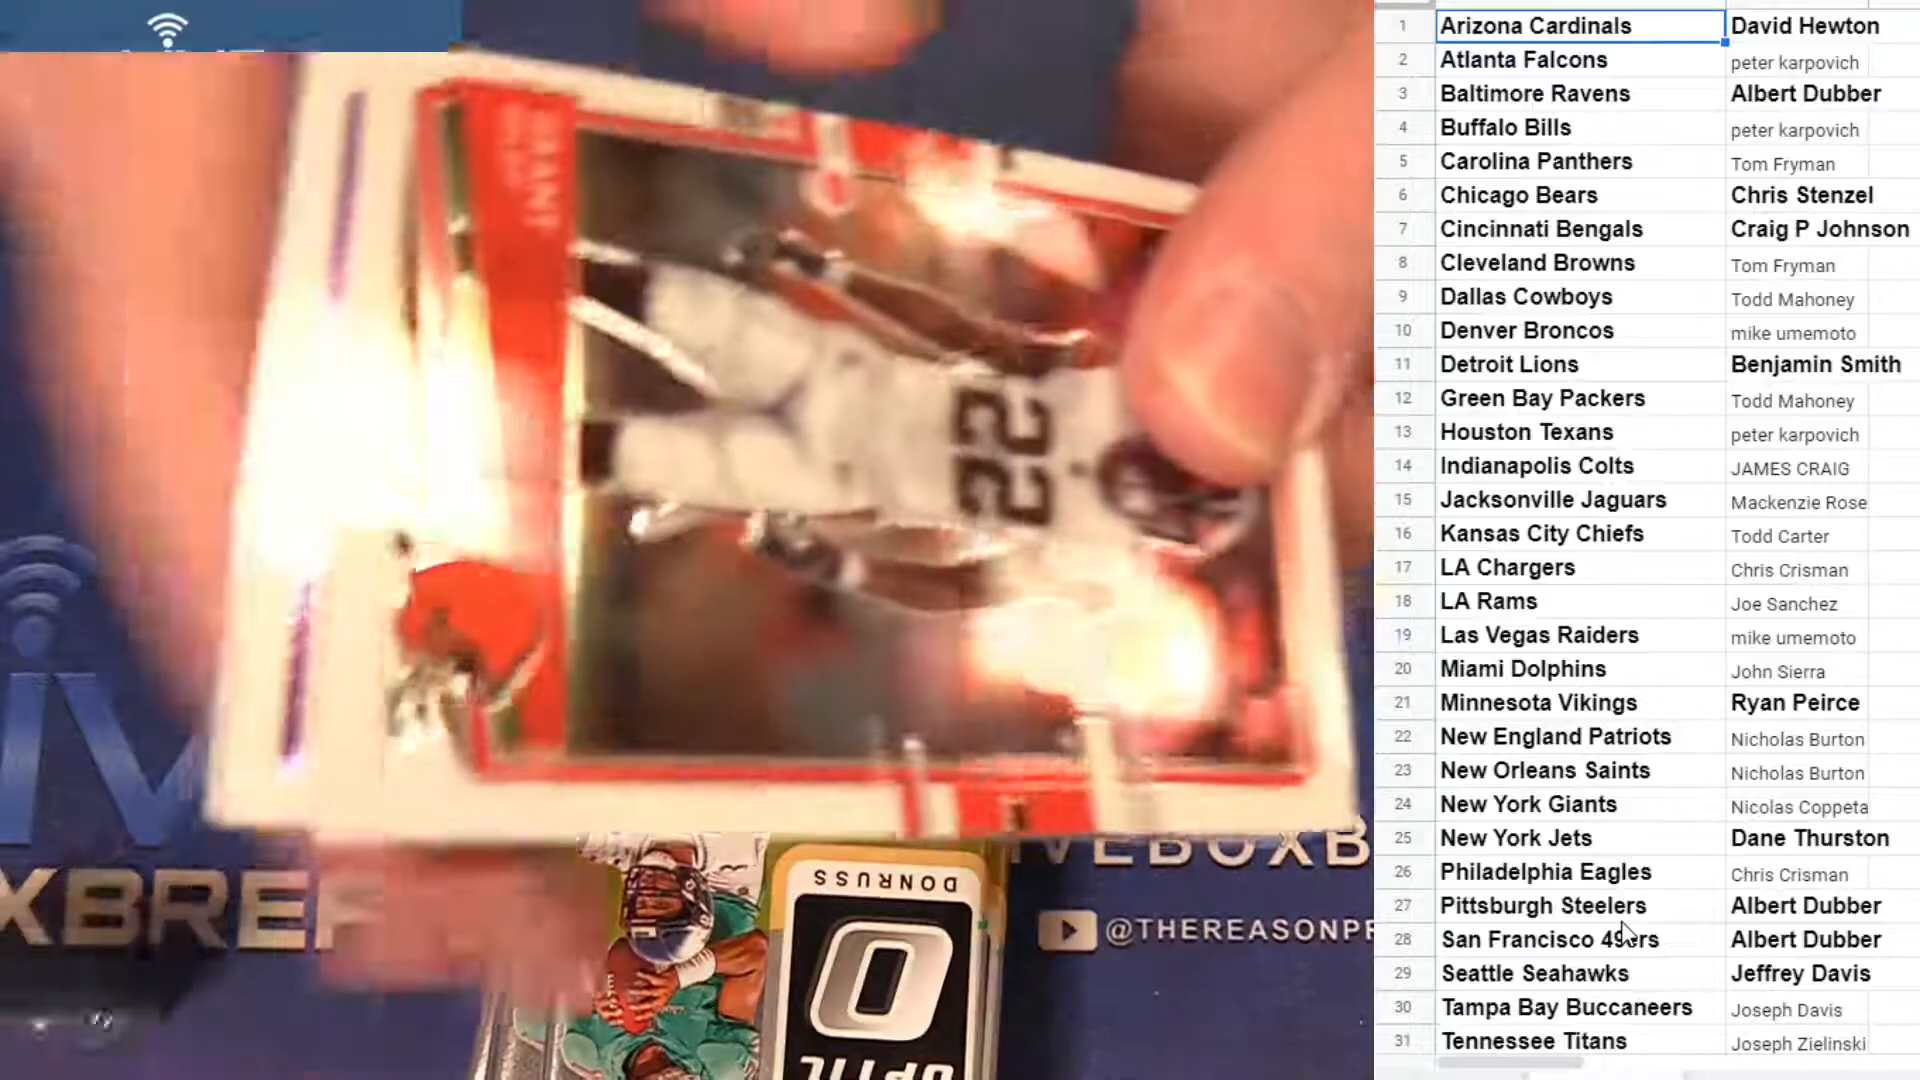 1 Arizona Cardinals David Hewton
2 Atlanta Falcons peter karpovich
3 Baltimore Ravens Albert Dubber
4 Buffalo Bills peter karpovich
5 Carolina Panthers Tom Fryman
6 Chicago Bears Chris Stenzel
7 Cincinnati Bengals Craig P Johnson
8 Cleveland Browns Tom Fryman
9 Dallas Cowboys Todd Mahoney
10 Denver Broncos mike umemoto
11 Detroit Lions Benjamin Smith
12 Green Bay Packers Todd Mahoney
13 Houston Texans peter karpovich
14 Indianapolis Colts JAMES CRAIG
15 Jacksonville Jaguars Mackenzie Rose
16 Kansas City Chiefs Todd Carter
17 LA Chargers Chris Crisman
18 LA Rams Joe Sanchez
19 Las Vegas Raiders mike umemoto
20 Miami Dolphins John Sierra
21 Minnesota Vikings Ryan Peirce
22 New England Patriots Nicholas Burton
23 New Orleans Saints Nicholas Burton
24 New York Giants Nicolas Coppeta
25 New York Jets Dane Thurston
26 Philadelphia Eagles Chris Crisman
27 Pittsburgh Steelers Albert Dubber
28 San Francisco 49ers Albert Dubber
29 Seattle Seahawks Jeffrey Davis
30 Tampa Bay Buccaneers Joseph Davis
31 Tennessee Titans Joseph Zielinski
22
DONRUSS
OPTIC
XBREA
IVEBOXB
@THEREASONPR